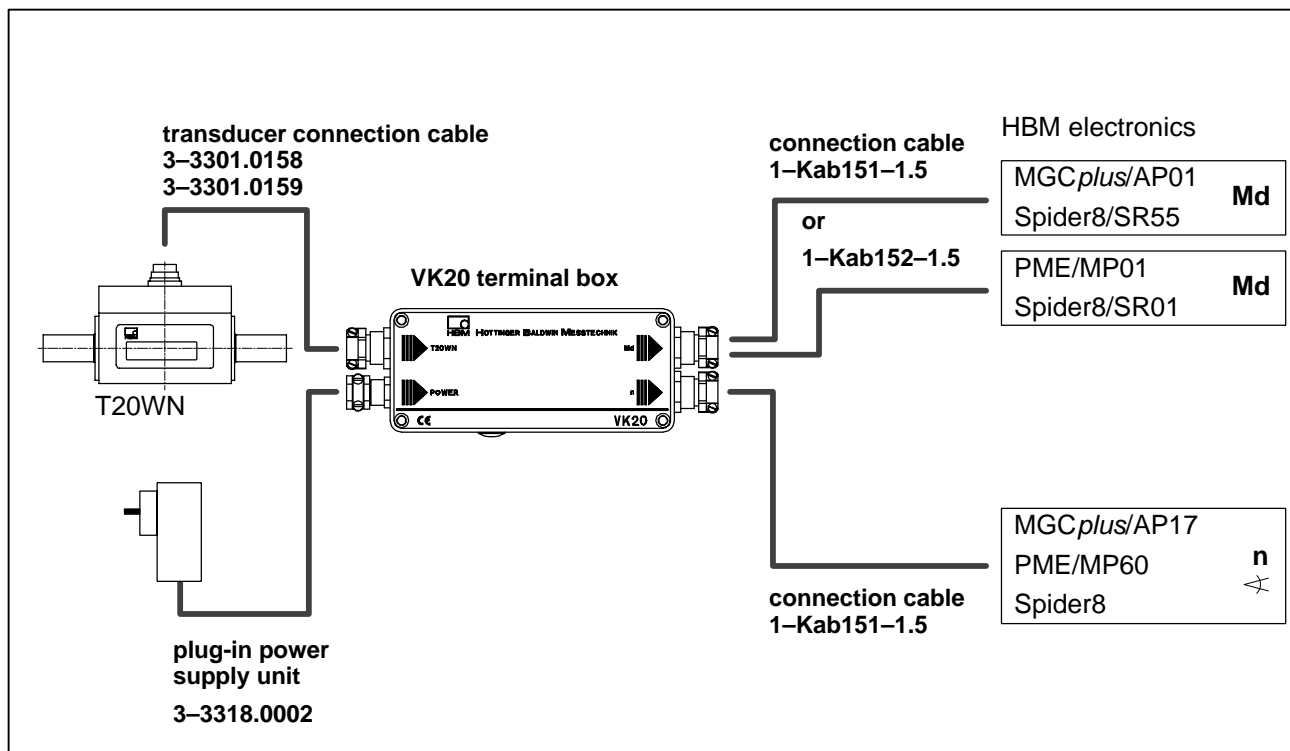 transducer connection cable
3–3301.0158
3–3301.0159
T20WN
plug-in power
supply unit
3–3318.0002
VK20 terminal box
HBM HOTTINGER BALDWIN MESSTECHNIK
T20WN
Md
POWER
n
CE
VK20
connection cable
1–Kab151–1.5
or
1–Kab152–1.5
connection cable
1–Kab151–1.5
HBM electronics
MGCplus/AP01
Spider8/SR55
Md
PME/MP01
Spider8/SR01
Md
MGCplus/AP17
PME/MP60
Spider8
n